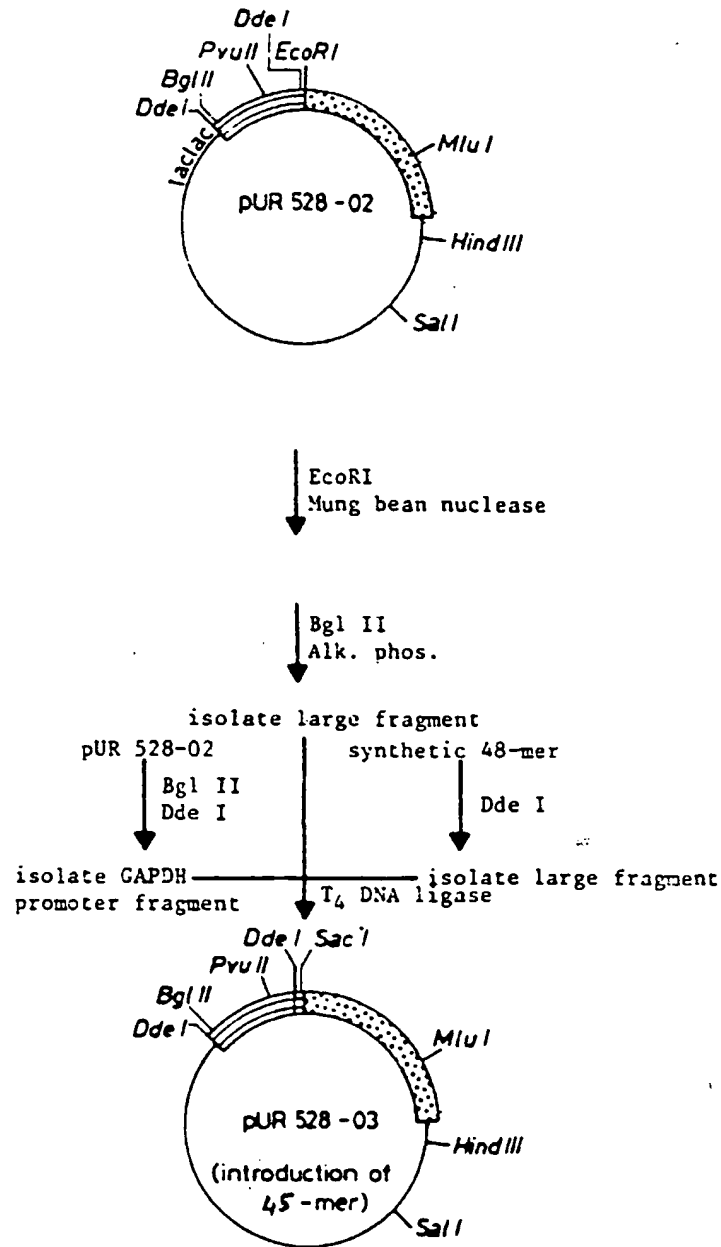 Dde I
Pvu II EcoRI
Bgl II
Dde I
laclac
Mlu I
pUR 528-02
Hind III
Sal I
EcoRI
Mung bean nuclease
Bgl II
Alk. phos.
isolate large fragment
pUR 528-02 synthetic 48-mer
Bgl II
Dde I
Dde I
isolate GAPDH isolate large fragment
promoter fragment T4 DNA ligase
Dde I Sac I
Pvu II
Bgl II
Dde I
Mlu I
pUR 528-03
Hind III
(introduction of
45-mer)
Sal I